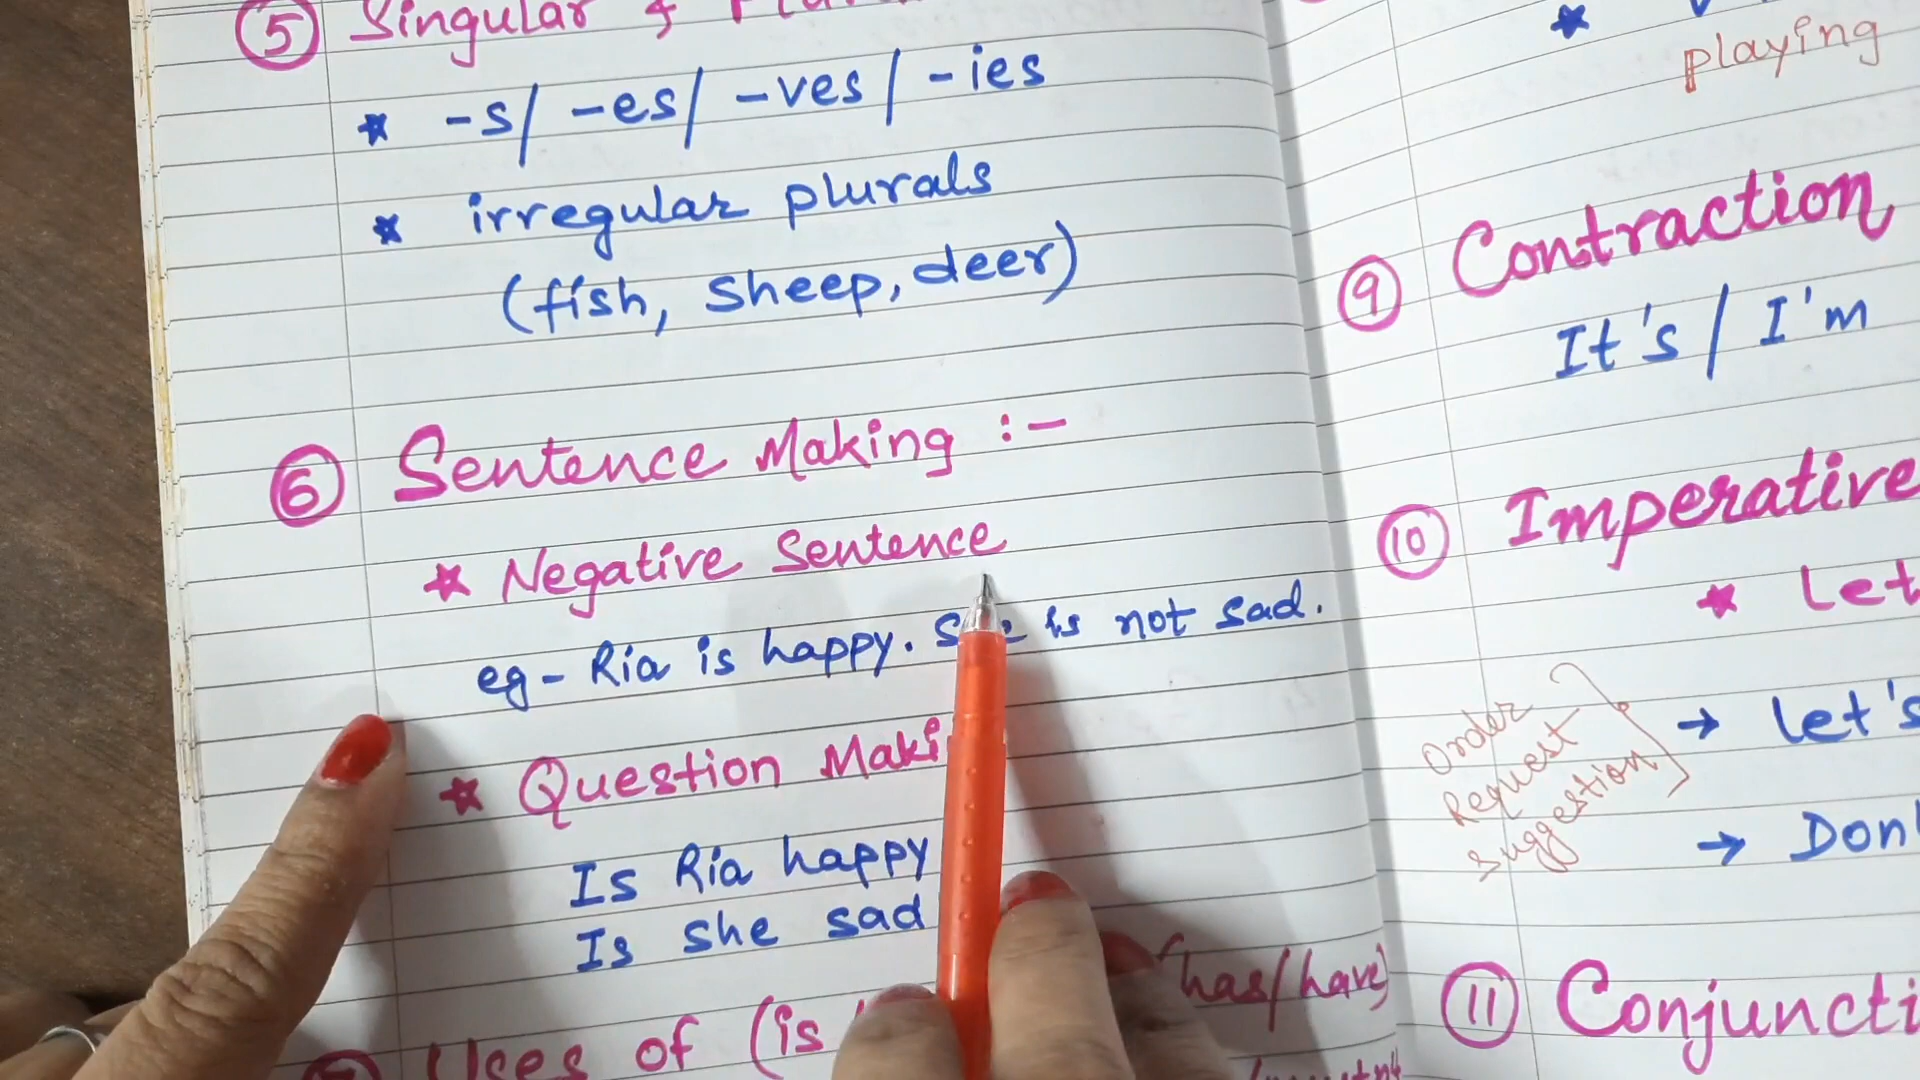 5 Singular &
* -s/ -es/ -ves / -ies
* irregular plurals
(fish, sheep, deer)
6 Sentence Making :-
* Negative Sentence
eg - Ria is happy. She is not sad.
* Question Maki
Is Ria happy
Is she sad
Uses of (is
has/have)
*
playing
9 Contraction
It's / I'm
10 Imperative
* Let
Order
Request
Suggestion
→ Let's
→ Don'
11 Conjuncti